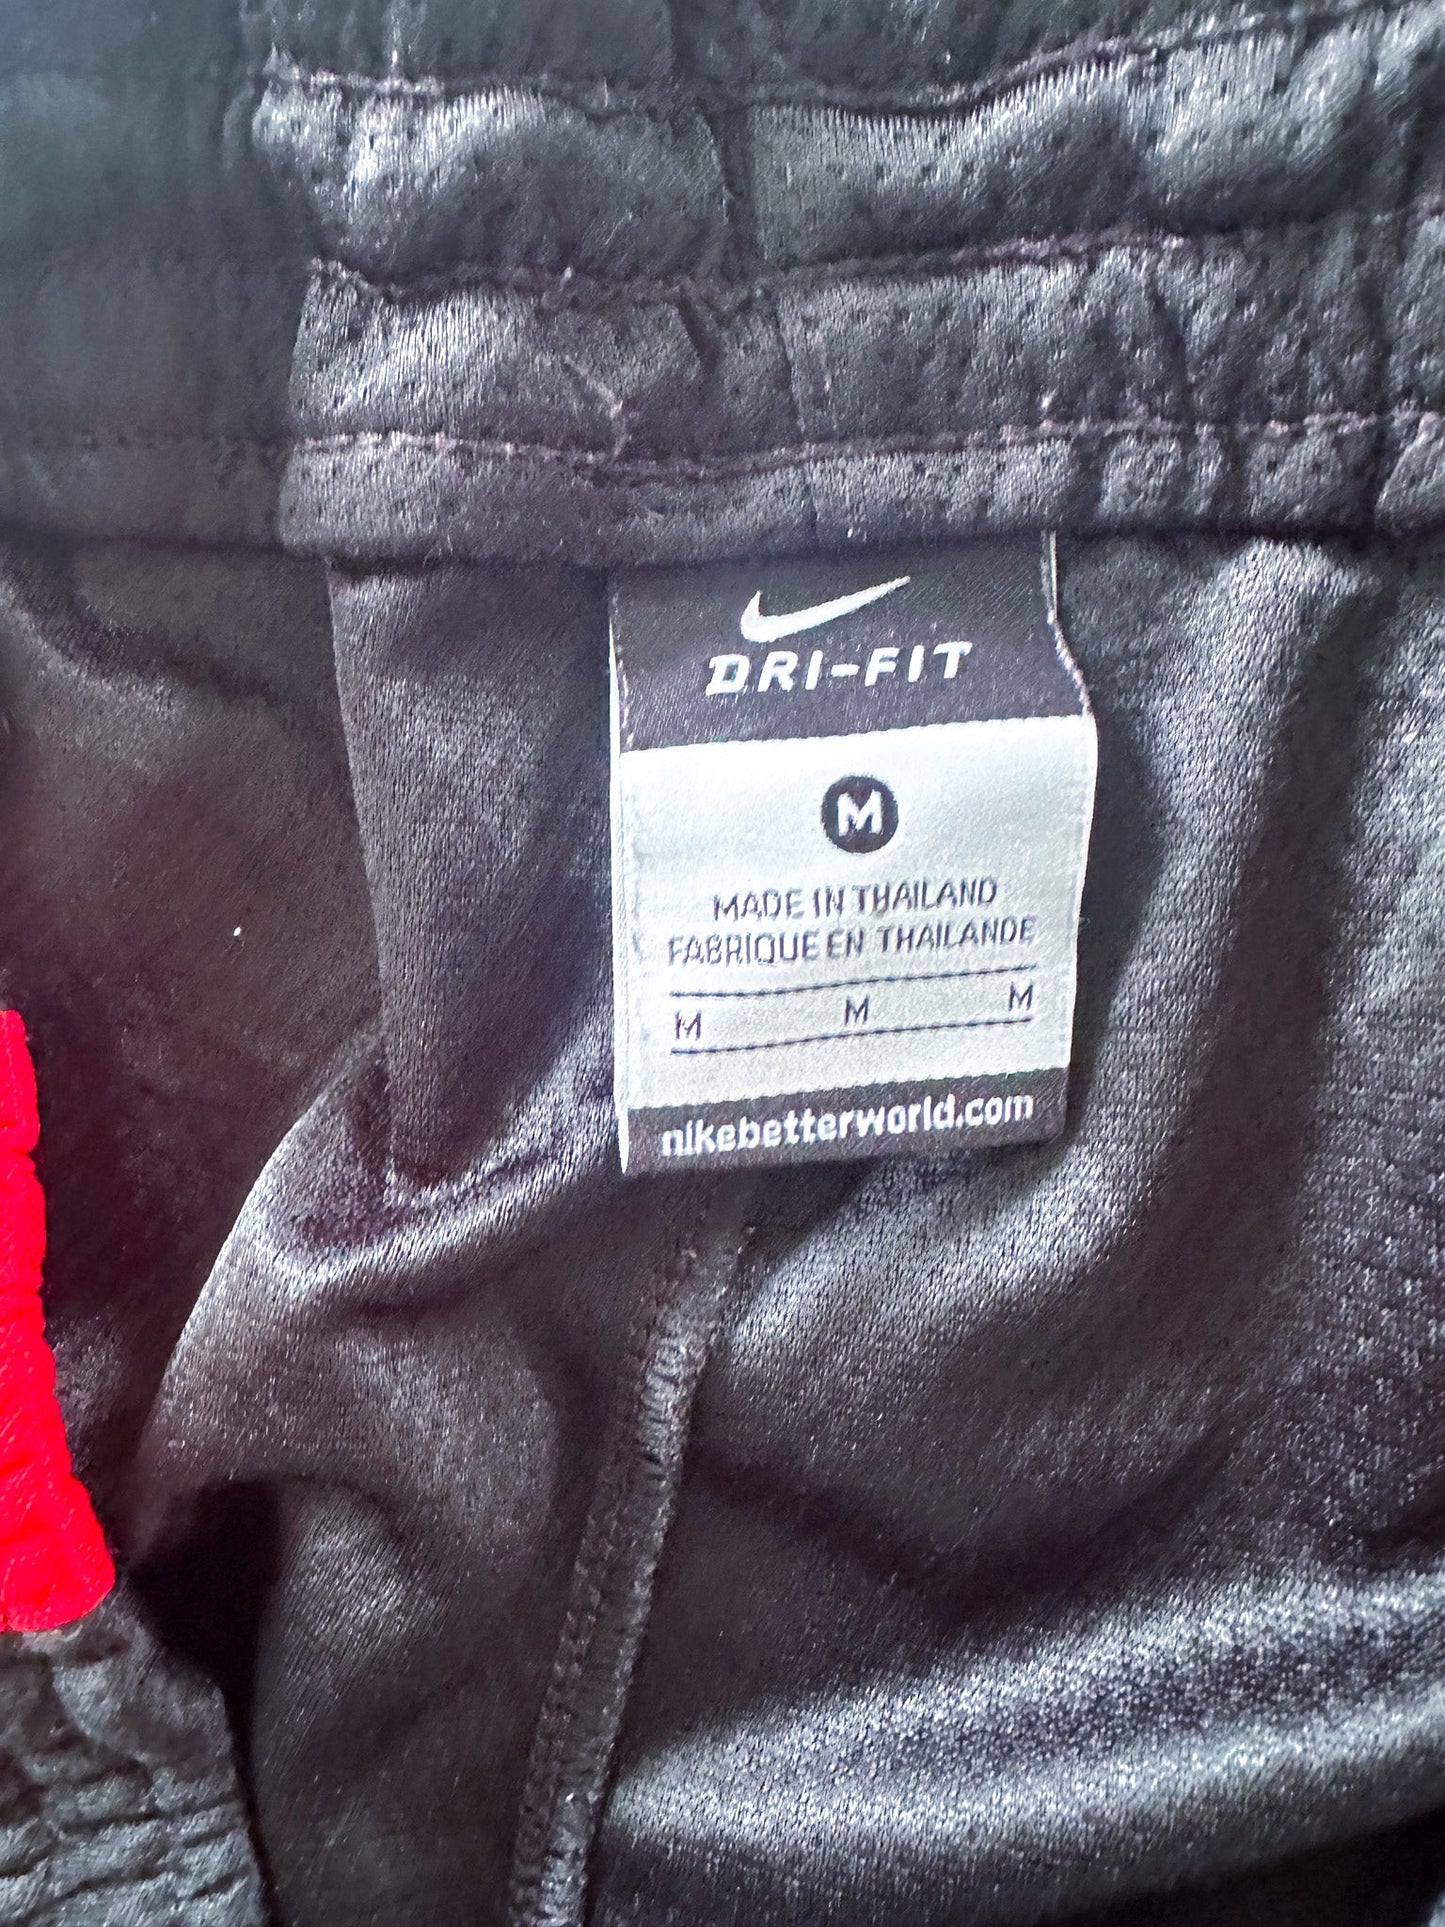 DRI-FIT
M
MADE IN THAILAND
FABRIQUE EN THAILANDE
M M M
nikebetterworld.com